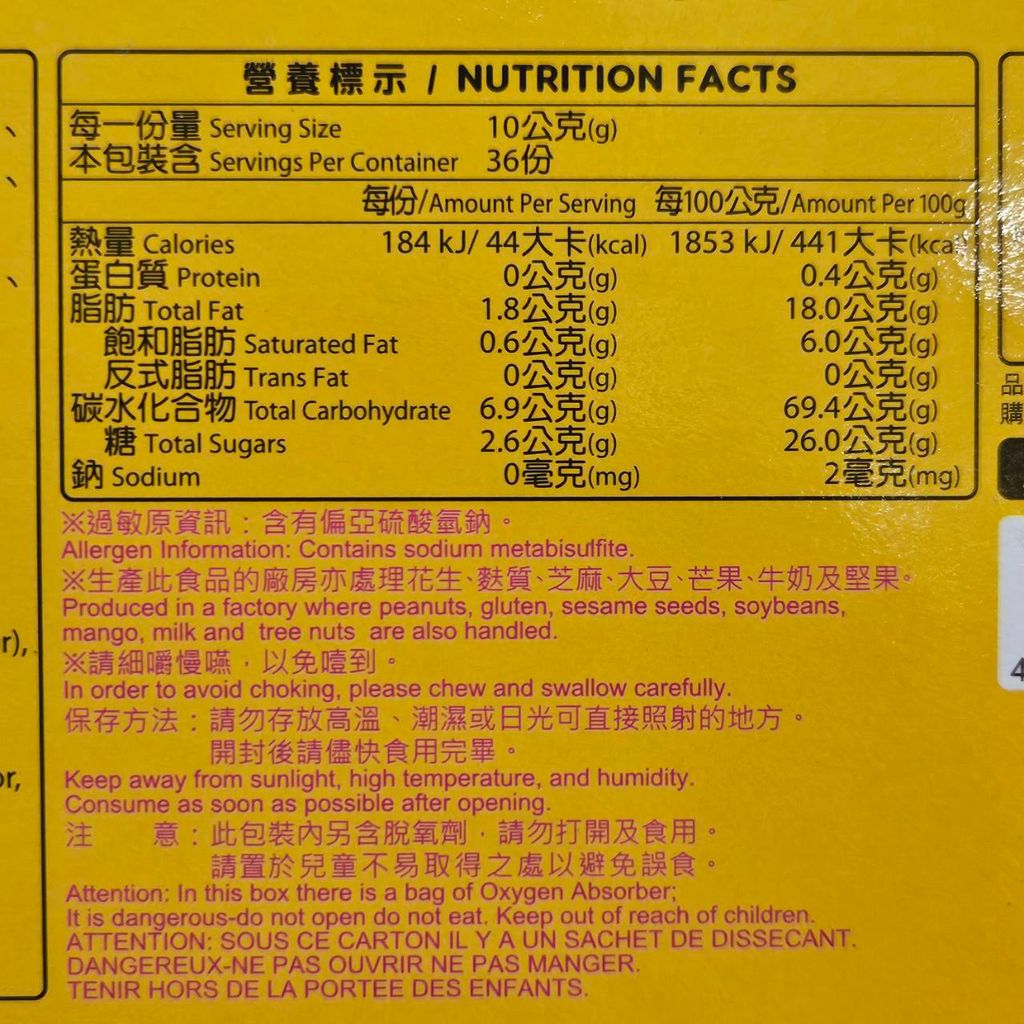 營養標示 / NUTRITION FACTS
每一份量 Serving Size 10公克(g)
本包裝含 Servings Per Container 36份
每份/Amount Per Serving 每100公克/Amount Per 100g
熱量 Calories 184 kJ/ 44大卡(kcal) 1853 kJ/ 441大卡(kcal)
蛋白質 Protein 0公克(g) 0.4公克(g)
脂肪 Total Fat 1.8公克(g) 18.0公克(g)
飽和脂肪 Saturated Fat 0.6公克(g) 6.0公克(g)
反式脂肪 Trans Fat 0公克(g) 0公克(g)
碳水化合物 Total Carbohydrate 6.9公克(g) 69.4公克(g)
糖 Total Sugars 2.6公克(g) 26.0公克(g)
鈉 Sodium 0毫克(mg) 2毫克(mg)
※過敏原資訊：含有偏亞硫酸氫鈉。
Allergen Information: Contains sodium metabisulfite.
※生產此食品的廠房亦處理花生、麩質、芝麻、大豆、芒果、牛奶及堅果。
Produced in a factory where peanuts, gluten, sesame seeds, soybeans,
mango, milk and tree nuts are also handled.
※請細嚼慢嚥，以免噎到。
In order to avoid choking, please chew and swallow carefully.
保存方法：請勿存放高溫、潮濕或日光可直接照射的地方。
開封後請儘快食用完畢。
Keep away from sunlight, high temperature, and humidity.
Consume as soon as possible after opening.
注 意：此包裝內另含脫氧劑，請勿打開及食用。
請置於兒童不易取得之處以避免誤食。
Attention: In this box there is a bag of Oxygen Absorber;
It is dangerous-do not open do not eat. Keep out of reach of children.
ATTENTION: SOUS CE CARTON IL Y A UN SACHET DE DISSECANT.
DANGEREUX-NE PAS OUVRIR NE PAS MANGER.
TENIR HORS DE LA PORTEE DES ENFANTS.
r),
or,
品
購
4